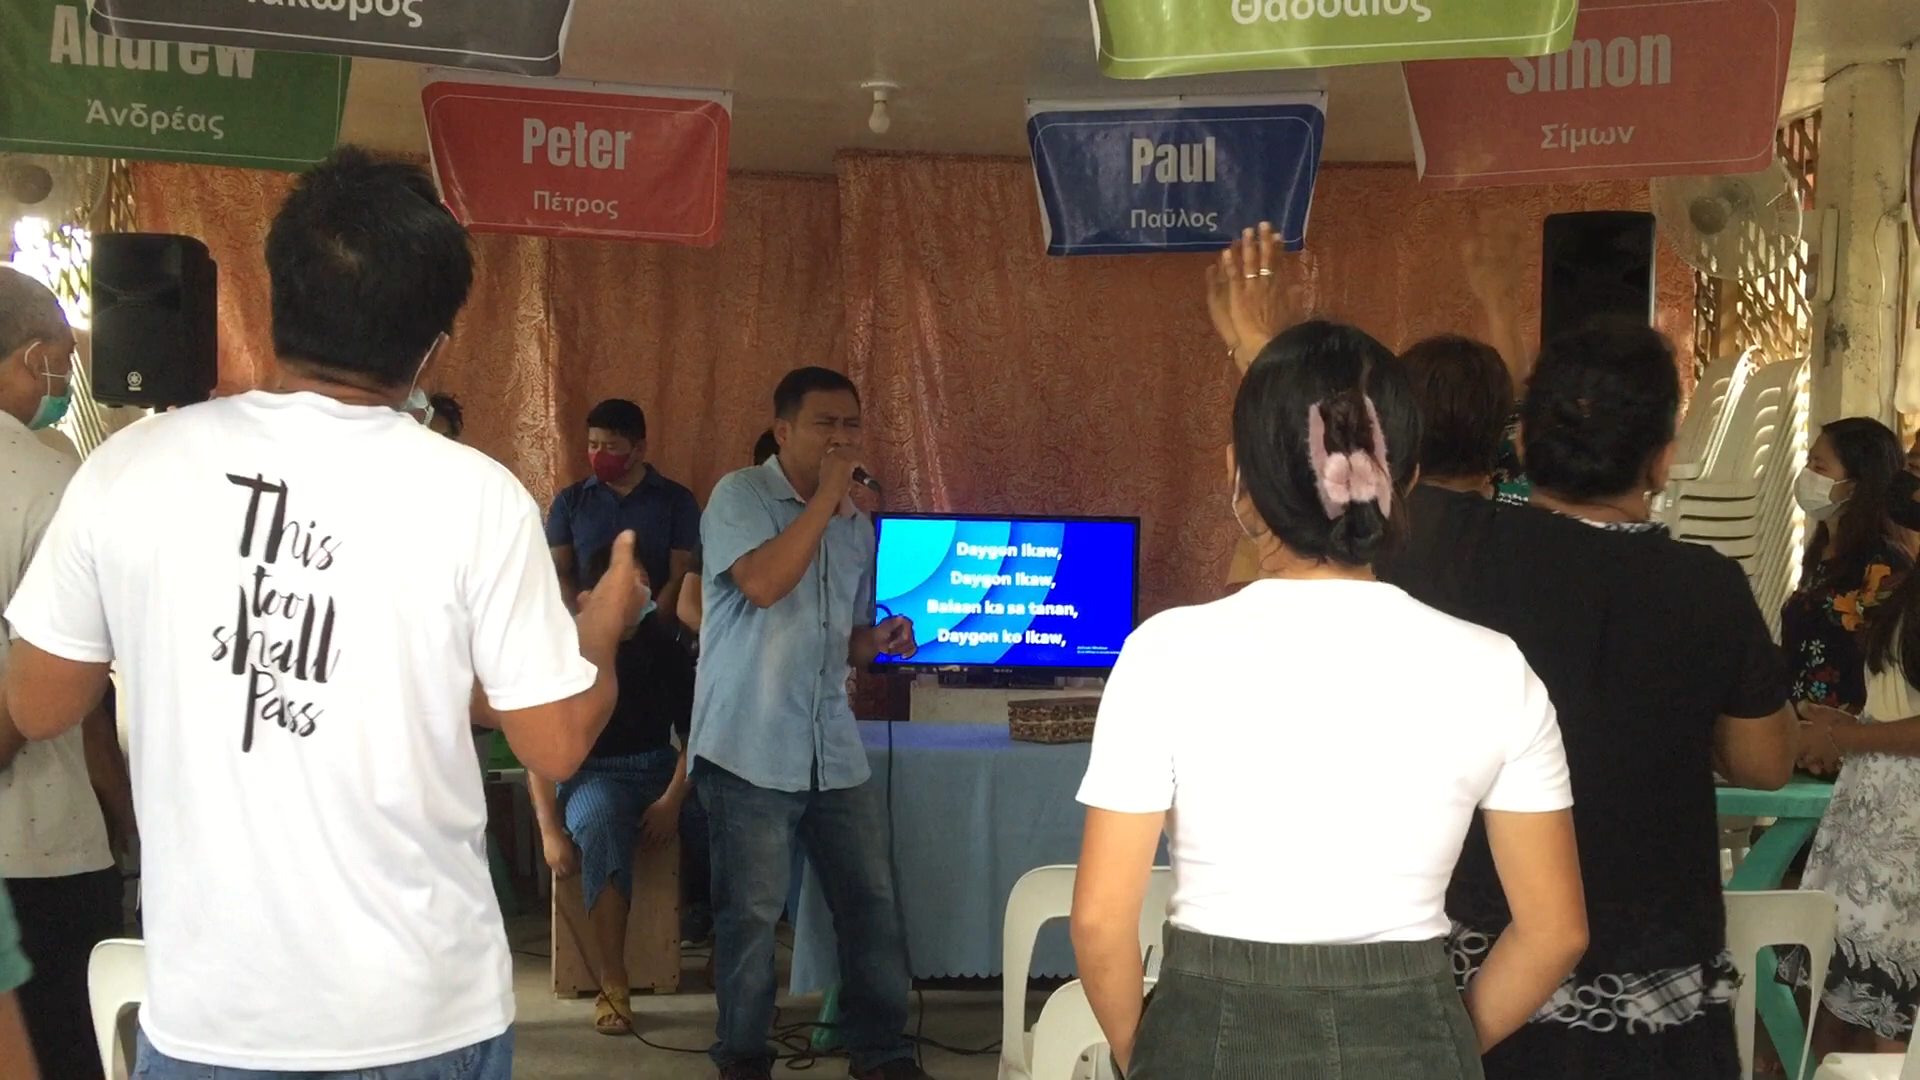 Andrew
Ἀνδρέας
Peter
Πέτρος
Paul
Παῦλος
Simon
Σίμων
This
too
shall
Pass
Daygon Ikaw,
Daygon Ikaw,
Balaan ka sa tanan,
Daygon ko Ikaw,